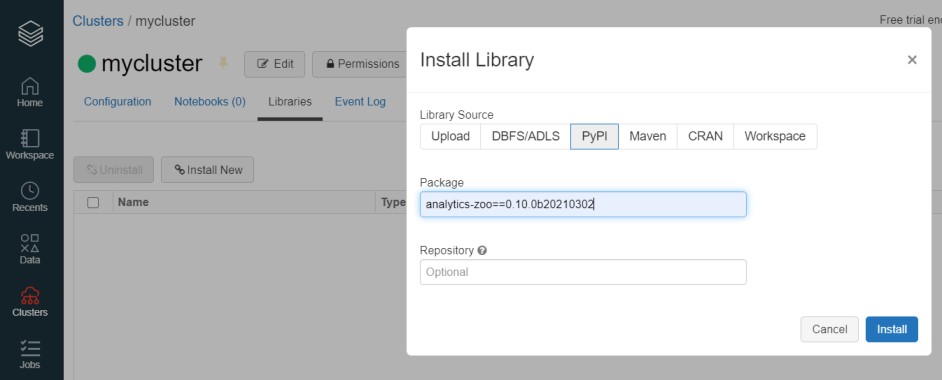 Clusters / mycluster
Free trial en
mycluster
Edit
Permissions
Configuration
Notebooks (0)
Libraries
Event Log
Uninstall
Install New
Name
Type
Home
Workspace
Recents
Data
Clusters
Jobs
Install Library
×
Library Source
Upload
DBFS/ADLS
PyPI
Maven
CRAN
Workspace
Package
analytics-zoo==0.10.0b20210302
Repository
Optional
Cancel
Install